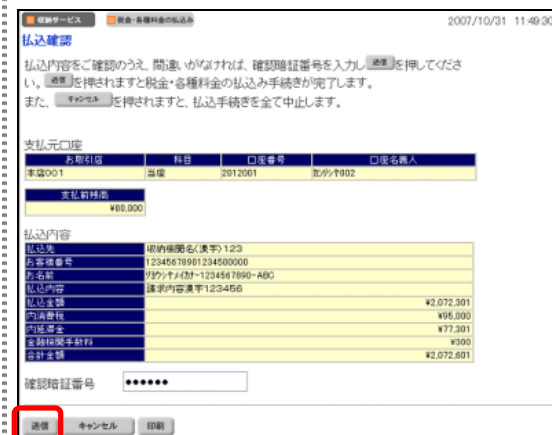 収納サービス 税金・各種料金の払込み 2007/10/31 11:49:30
払込確認
払込内容をご確認のうえ、間違いがなければ、確認暗証番号を入力し 送信 を押してくださ
い。 送信 を押されますと税金・各種料金の払込み手続きが完了します。
また、 キャンセル を押されますと、払込手続きを全て中止します。
支払元口座
お取引店 科目 口座番号 口座名義人
本店001 当座 2012001
支払前残高
¥80,000
払込内容
払込先 収納機関名(漢字)123
お客様番号 12345678901234500000
お名前
払込内容 請求内容漢字123456
払込金額 ¥2,072,301
内消費税 ¥95,000
内延滞金 ¥77,301
金融機関手数料 ¥300
合計金額 ¥2,072,601
確認暗証番号 ●●●●●●
送信 キャンセル 印刷